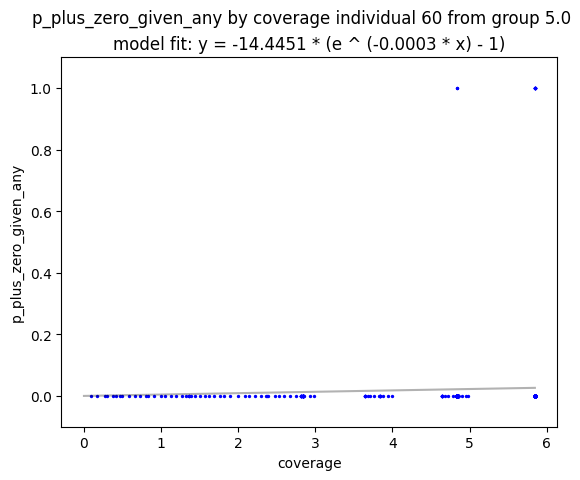 p_plus_zero_given_any by coverage individual 60 from group 5.0
model fit: y = -14.4451 * (e ^ (-0.0003 * x) - 1)
1.0
0.8
0.6
0.4
0.2
0.0
p_plus_zero_given_any
0 1 2 3 4 5 6
coverage